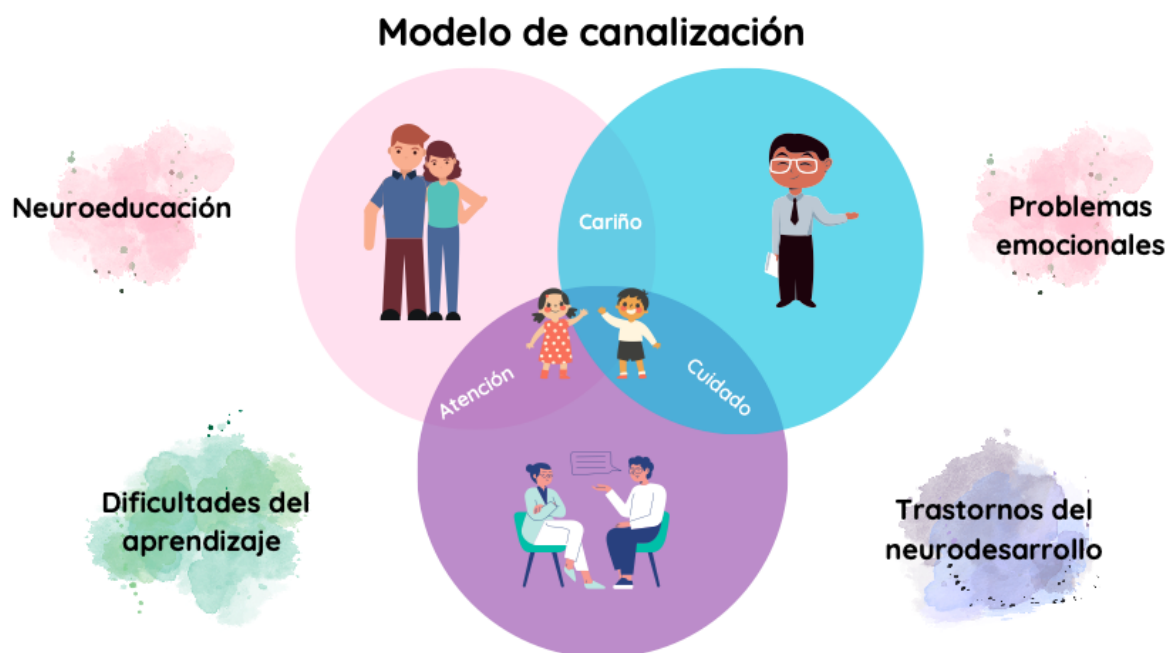 Modelo de canalización
Neuroeducación
Cariño
Problemas
emocionales
Atención
Cuidado
Dificultades del
aprendizaje
Trastornos del
neurodesarrollo